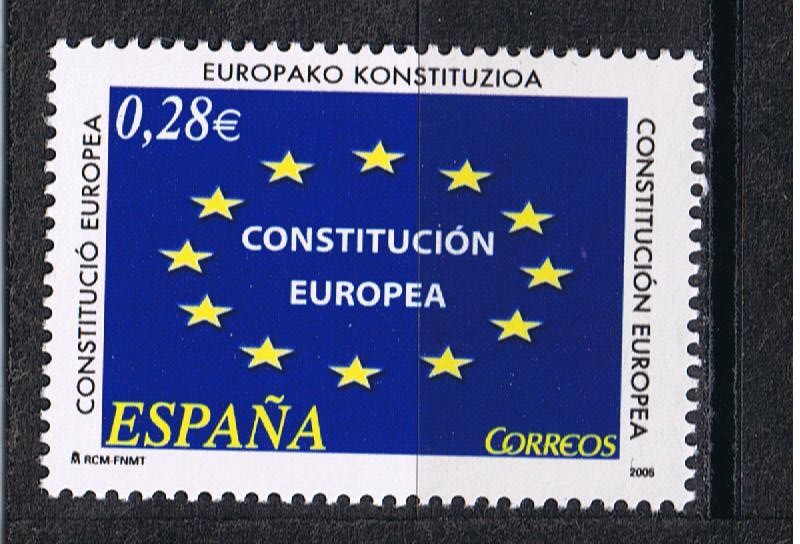 EUROPAKO KONSTITUZIOA
CONSTITUCIÓ EUROPEA
0,28€
CONSTITUCIÓN
EUROPEA
CONSTITUCIÓN EUROPEA
ESPAÑA
CORREOS
RCM-FNMT
2005